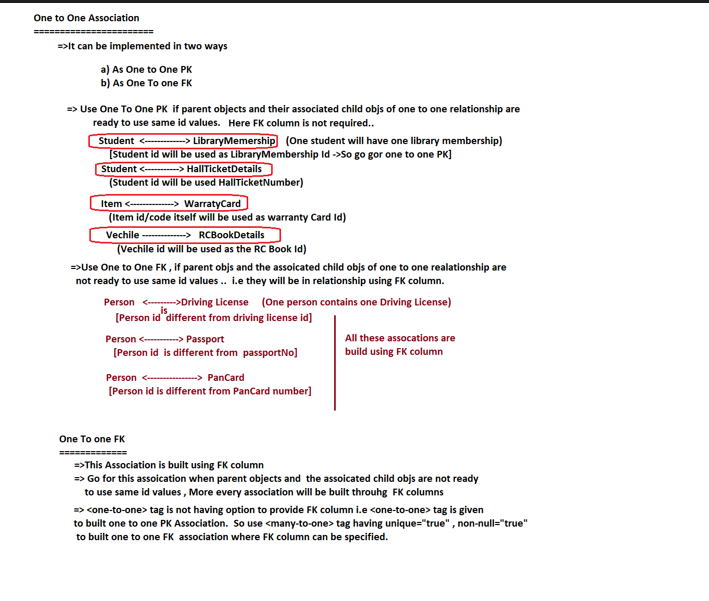 One to One Association
========================
=>It can be implemented in two ways
a) As One to One PK
b) As One To one FK
=> Use One To One PK  if parent objects and their associated child objs of one to one relationship are
ready to use same id values.   Here FK column is not required..
Student  <-------------> LibraryMemership   (One student will have one library membership)
[Student id will be used as LibraryMembership Id ->So go gor one to one PK]
Student <-----------> HallTicketDetails
(Student id will be used HallTicketNumber)
Item <--------------->  WarratyCard
(Item id/code itself will be used as warranty Card Id)
Vechile -------------->   RCBookDetails
(Vechile id will be used as the RC Book Id)
=>Use One to One FK , if parent objs and the assoicated child objs of one to one realationship are
not ready to use same id values ..  i.e they will be in relationship using FK column.
Person   <--------->Driving License    (One person contains one Driving License)
is
[Person id  different from driving license id]
Person <-----------> Passport
[Person id  is different from  passportNo]
All these assocations are
build using FK column
Person  <---------------->  PanCard
[Person id is different from PanCard number]
One To one FK
=============
=>This Association is built using FK column
=> Go for this assoication when parent objects and  the assoicated child objs are not ready
to use same id values , More every association will be built throuhg  FK columns
=> <one-to-one> tag is not having option to provide FK column i.e <one-to-one> tag is given
to built one to one PK Association.  So use <many-to-one> tag having unique="true" , non-null="true"
to built one to one FK  association where FK column can be specified.